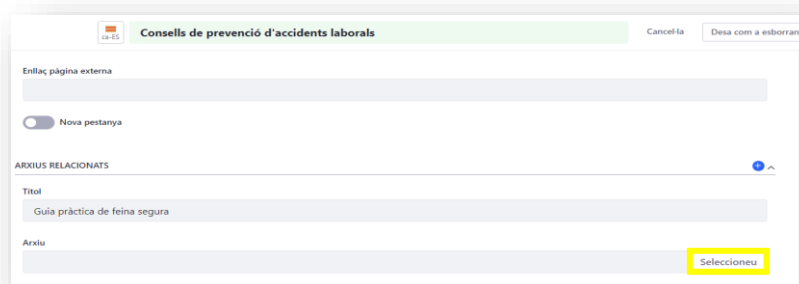 ca-ES
Consells de prevenció d'accidents laborals
Cancel·la
Desa com a esborran
Enllaç pàgina externa
Nova pestanya
ARXIUS RELACIONATS
Títol
Guia pràctica de feina segura
Arxiu
Seleccioneu